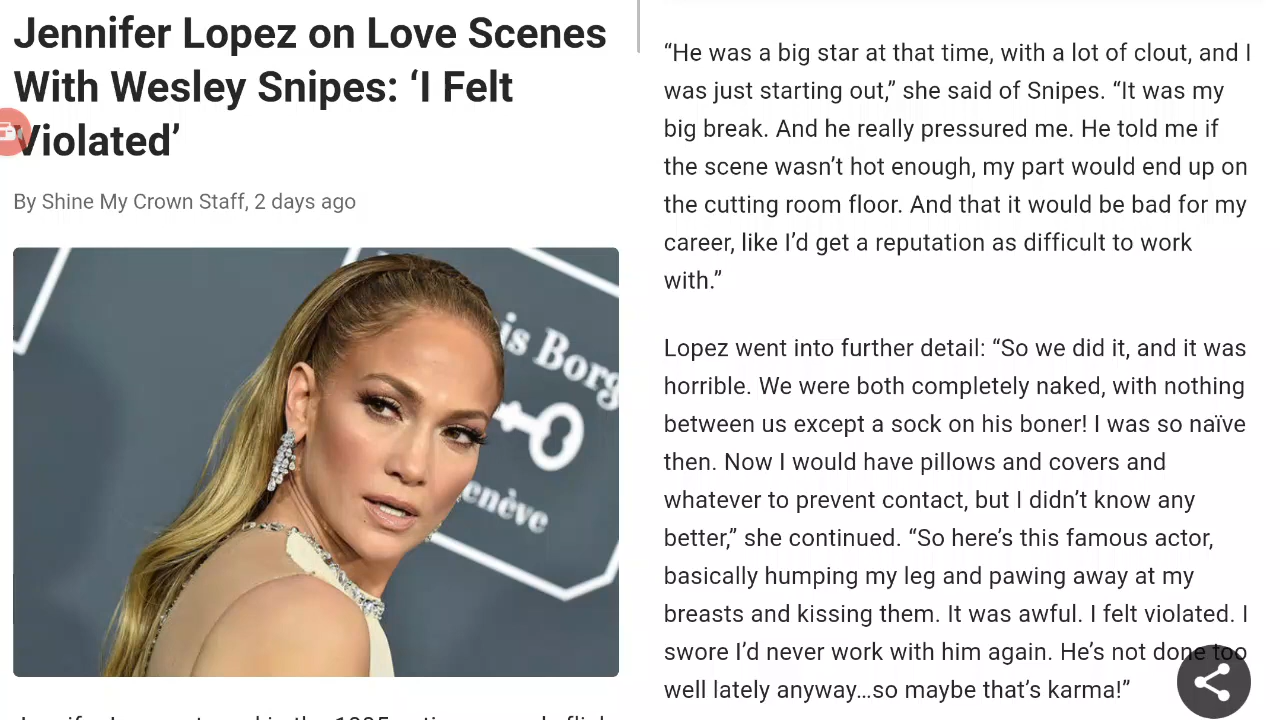 Jennifer Lopez on Love Scenes
With Wesley Snipes: ‘I Felt
Violated’
By Shine My Crown Staff, 2 days ago
is Borg
enève
“He was a big star at that time, with a lot of clout, and I
was just starting out,” she said of Snipes. “It was my
big break. And he really pressured me. He told me if
the scene wasn’t hot enough, my part would end up on
the cutting room floor. And that it would be bad for my
career, like I’d get a reputation as difficult to work
with.”
Lopez went into further detail: “So we did it, and it was
horrible. We were both completely naked, with nothing
between us except a sock on his boner! I was so naïve
then. Now I would have pillows and covers and
whatever to prevent contact, but I didn’t know any
better,” she continued. “So here’s this famous actor,
basically humping my leg and pawing away at my
breasts and kissing them. It was awful. I felt violated. I
swore I’d never work with him again. He’s not done too
well lately anyway…so maybe that’s karma!”